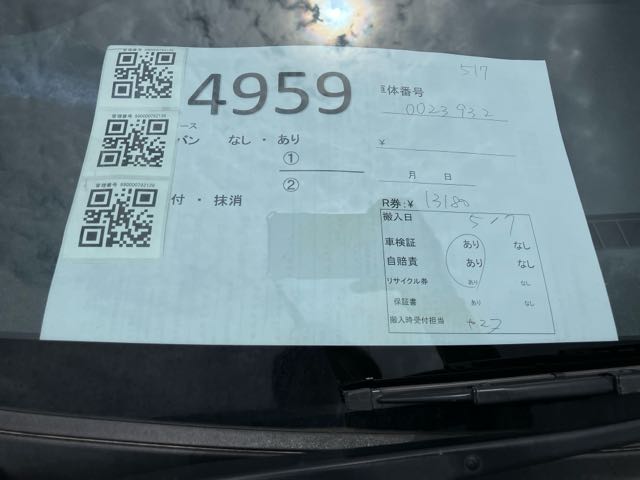 517
4959
車体番号
0023932
ース
バン なし・あり
①
②
¥
月 日
付・抹消
R券:¥ 13180
搬入日 5/7
車検証 あり なし
自賠責 あり なし
リサイクル券 あり なし
保証書 あり なし
搬入時受付担当